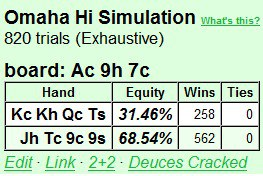 Omaha Hi Simulation What's this?
820 trials (Exhaustive)
board: Ac 9h 7c
Hand Equity Wins Ties
Kc Kh Qc Ts 31.46% 258 0
Jh Tc 9c 9s 68.54% 562 0
Edit · Link · 2+2 · Deuces Cracked